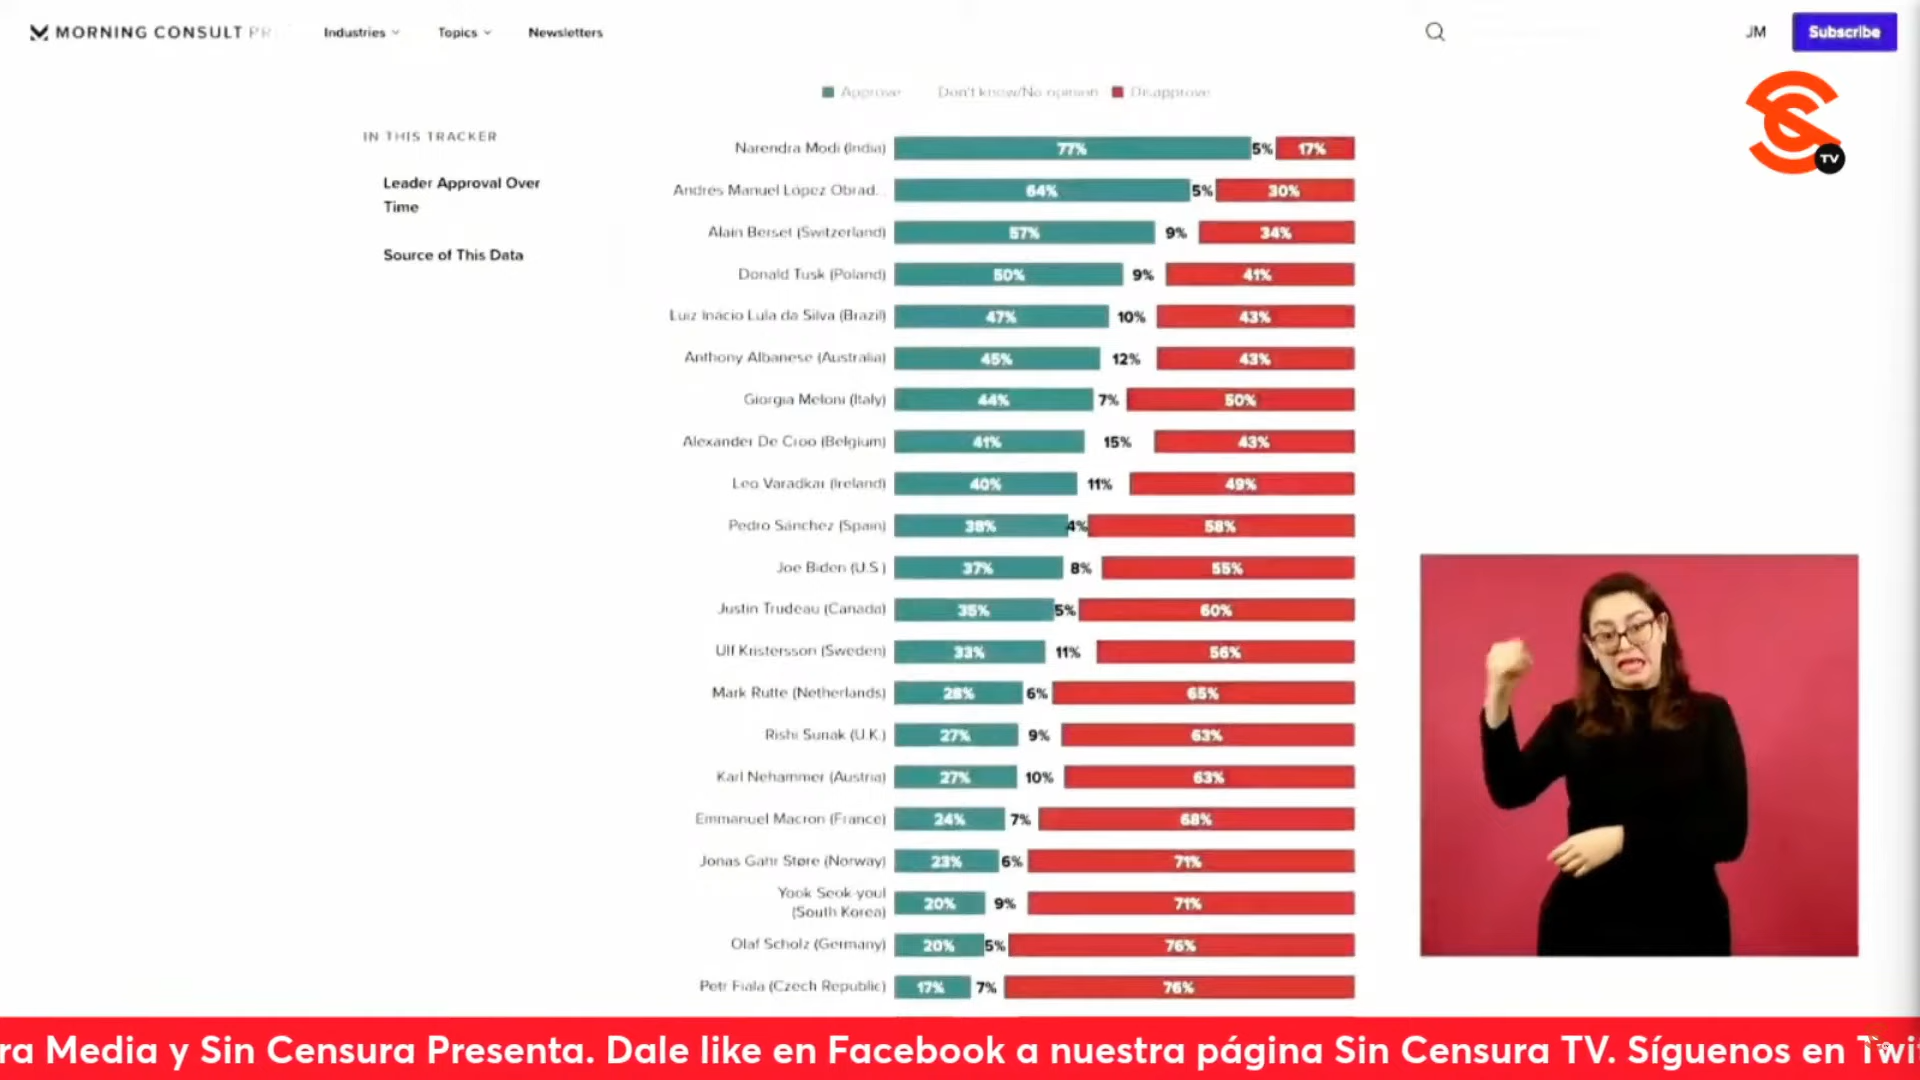 MORNING CONSULT PR
Industries
Topics
Newsletters
JM
Subscribe
Approve
Don't know/No opinion
Disapprove
TV
IN THIS TRACKER
Leader Approval Over
Time
Source of This Data
Narendra Modi (India) 77% 5% 17%
Andrés Manuel López Obrad.. 64% 5% 30%
Alain Berset (Switzerland) 57% 9% 34%
Donald Tusk (Poland) 50% 9% 41%
Luiz Inácio Lula da Silva (Brazil) 47% 10% 43%
Anthony Albanese (Australia) 45% 12% 43%
Giorgia Meloni (Italy) 44% 7% 50%
Alexander De Croo (Belgium) 41% 15% 43%
Leo Varadkar (Ireland) 40% 11% 49%
Pedro Sánchez (Spain) 38% 4% 58%
Joe Biden (U.S.) 37% 8% 55%
Justin Trudeau (Canada) 35% 5% 60%
Ulf Kristersson (Sweden) 33% 11% 56%
Mark Rutte (Netherlands) 28% 6% 65%
Rishi Sunak (U.K.) 27% 9% 63%
Karl Nehammer (Austria) 27% 10% 63%
Emmanuel Macron (France) 24% 7% 68%
Jonas Gahr Støre (Norway) 23% 6% 71%
Yook Seok-youl
(South Korea) 20% 9% 71%
Olaf Scholz (Germany) 20% 5% 76%
Petr Fiala (Czech Republic) 17% 7% 76%
ra Media y Sin Censura Presenta. Dale like en Facebook a nuestra página Sin Censura TV. Síguenos en Twit